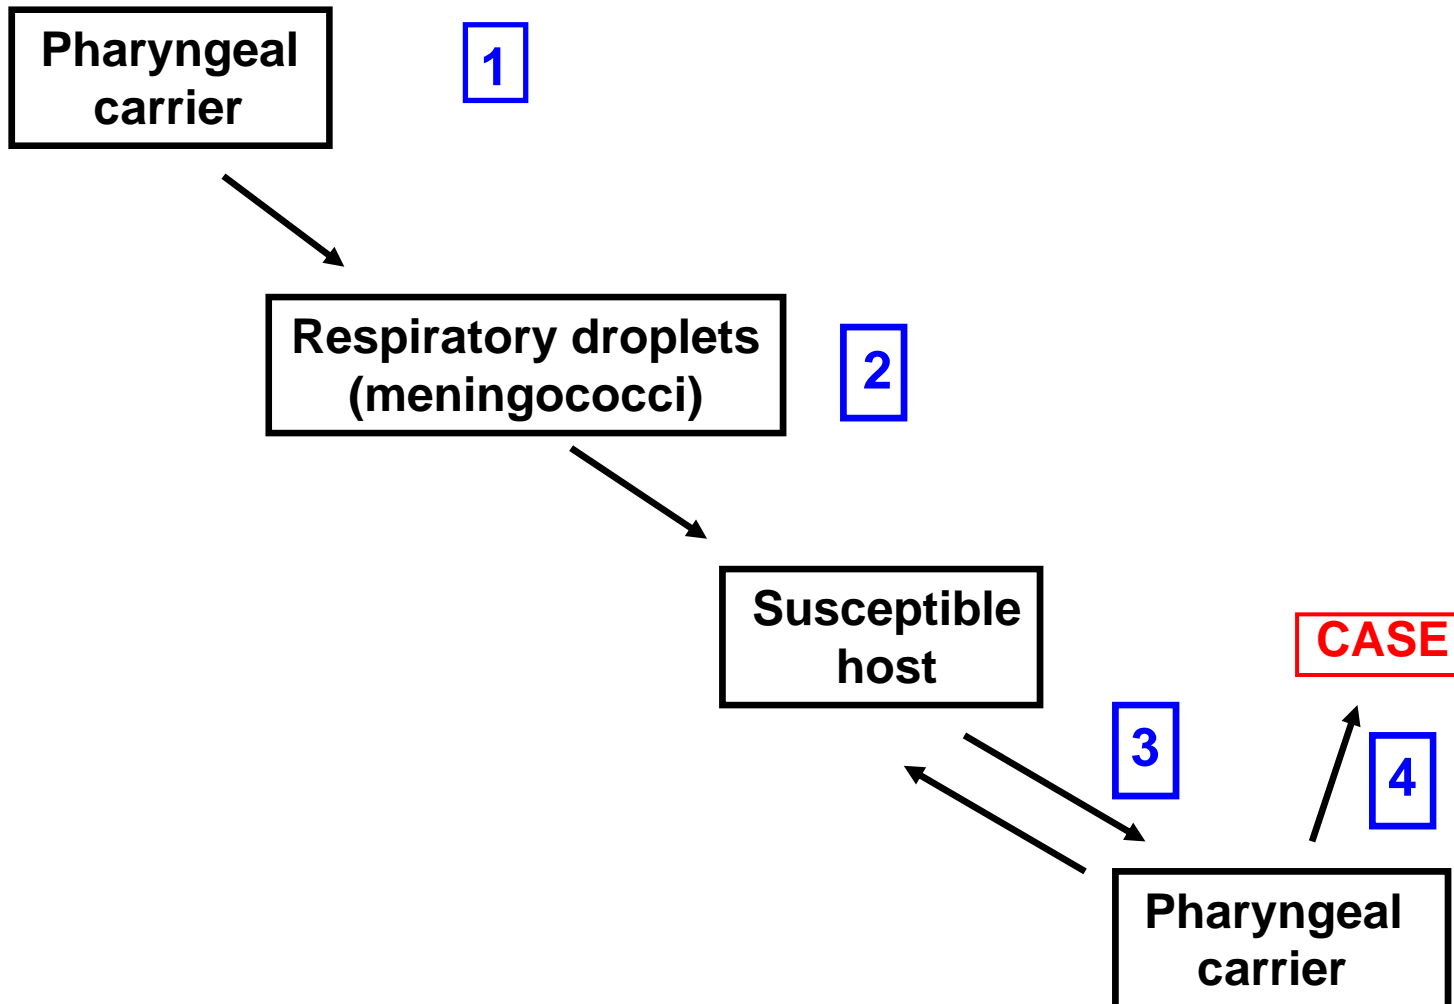 Pharyngeal
carrier
1
Respiratory droplets
(meningococci)
2
Susceptible
host
CASE
3
4
Pharyngeal
carrier